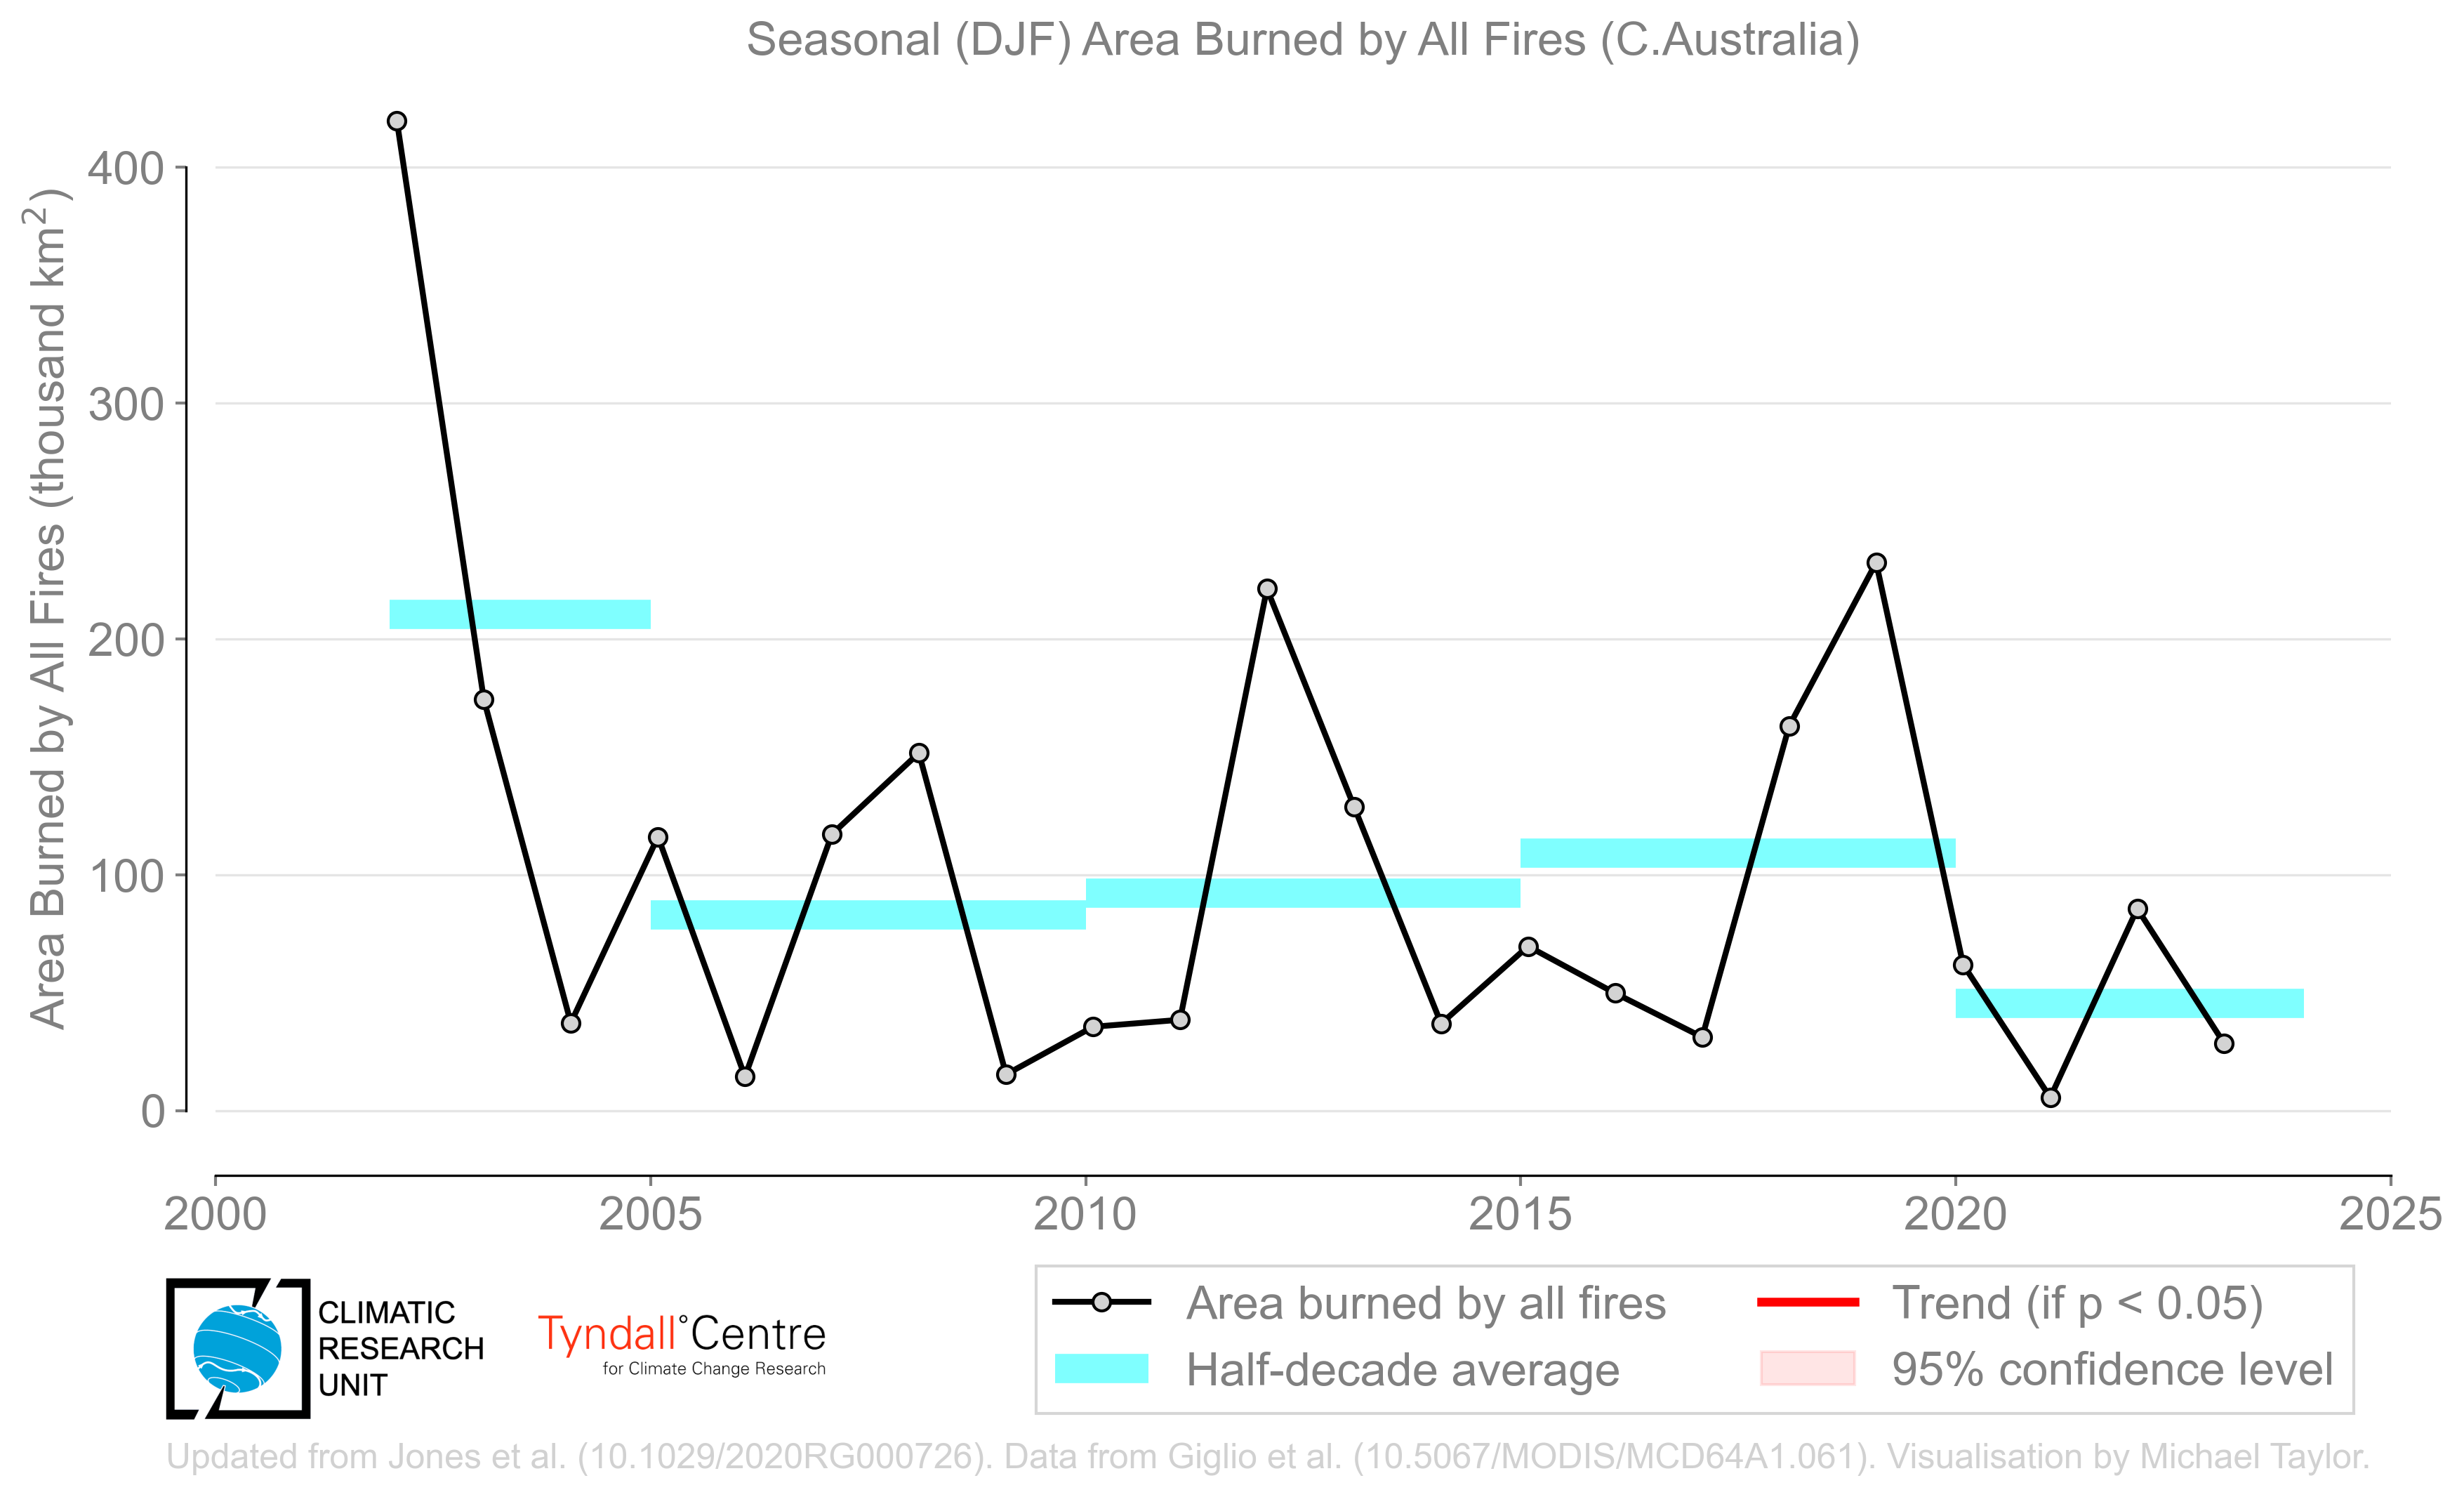 Seasonal (DJF) Area Burned by All Fires (C.Australia)
Area Burned by All Fires (thousand km²)
400
300
200
100
0
2000 2005 2010 2015 2020 2025
CLIMATIC
RESEARCH
UNIT
Tyndall°Centre
for Climate Change Research
Area burned by all fires
Half-decade average
Trend (if p < 0.05)
95% confidence level
Updated from Jones et al. (10.1029/2020RG000726). Data from Giglio et al. (10.5067/MODIS/MCD64A1.061). Visualisation by Michael Taylor.